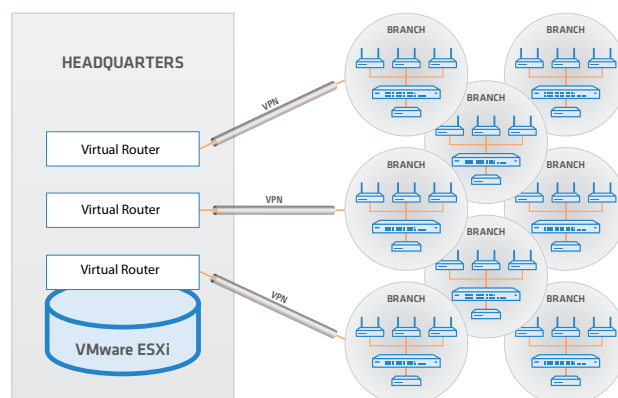 HEADQUARTERS
Virtual Router
Virtual Router
Virtual Router
VMware ESXi
VPN
VPN
VPN
BRANCH
BRANCH
BRANCH
BRANCH
BRANCH
BRANCH
BRANCH
BRANCH